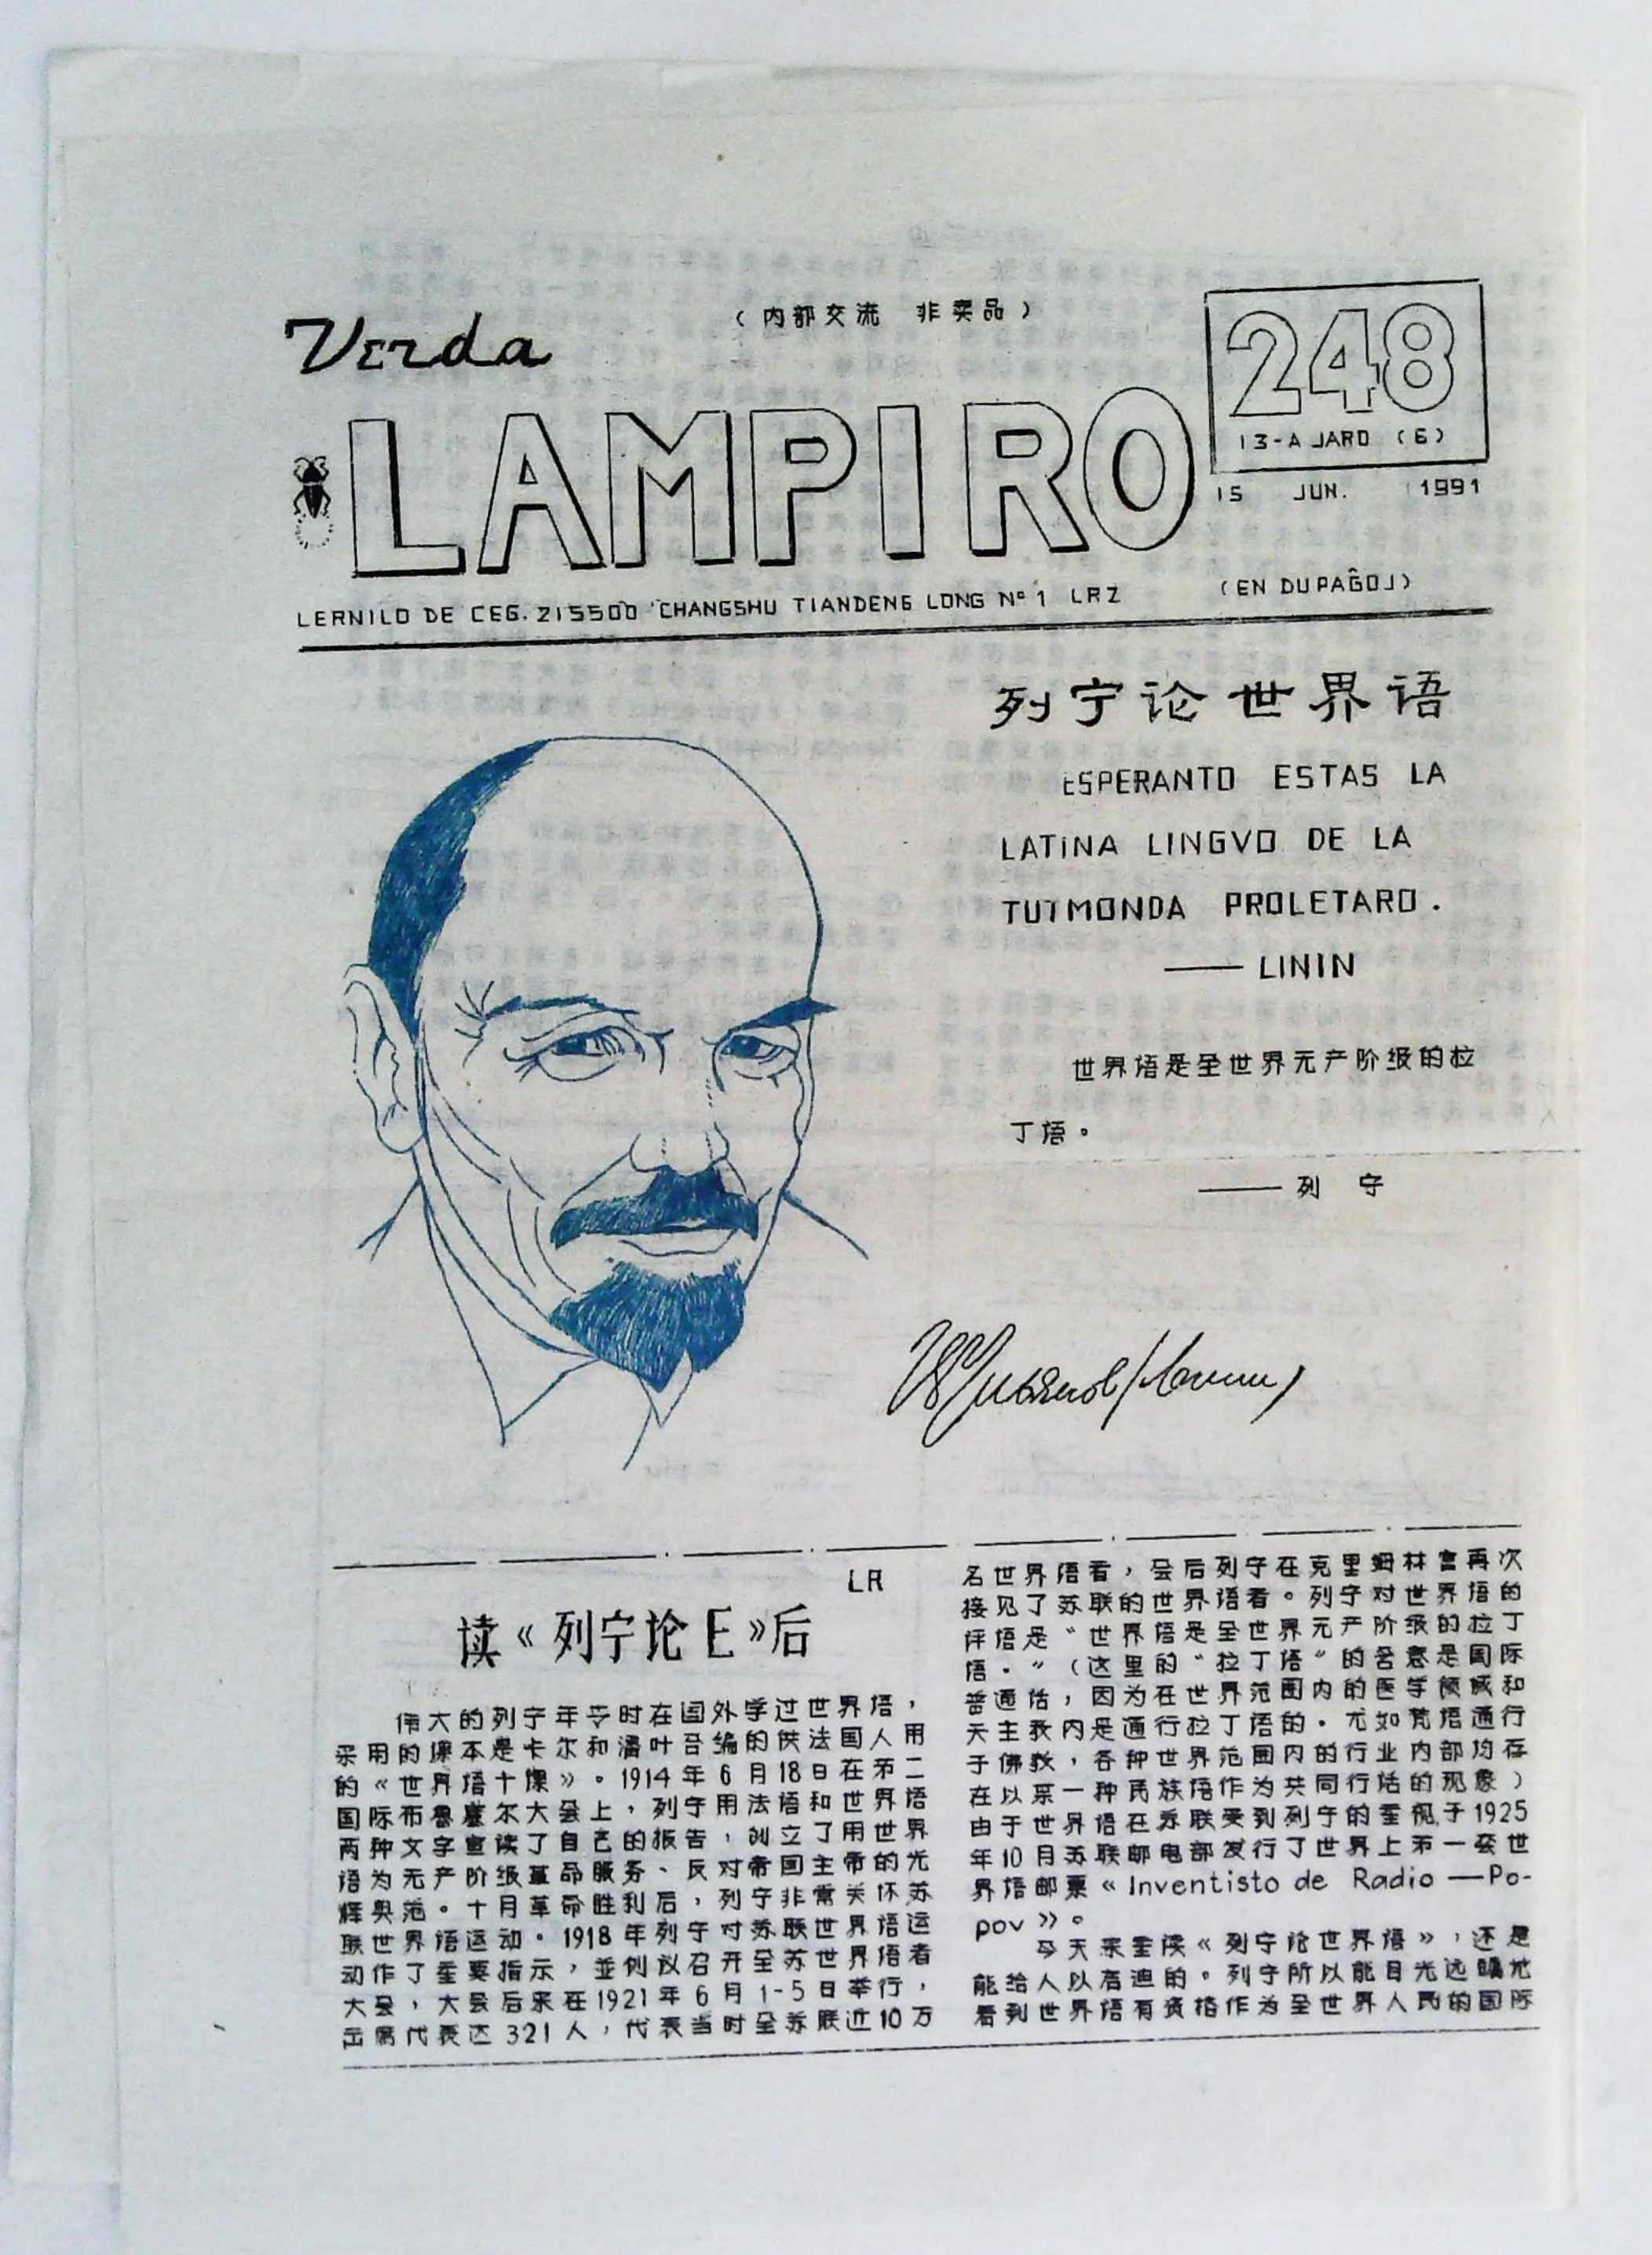 Verda
（内部交流 非卖品）
LAMPIRO
248
13-A JARO (6)
15 JUN. 1991
LERNILO DE CEG. 215500 CHANGSHU TIANDENG LONG Nº 1 LRZ (EN DU PAĜOJ)
列宁论世界语
ESPERANTO ESTAS LA
LATINA LINGVO DE LA
TUTMONDA PROLETARO.
—— LININ
世界语是全世界无产阶级的拉
丁语。
—— 列 宁
LR
读《列宁论E》后
伟大的列宁年令时在国外学过世界语，
采用的课本是卡尔和潘叶吾编的供法国人用
的《世界语十课》。1914年6月18日在第二
国际布鲁塞尔大会上，列宁用法语和世界语
两种文字宣读了自己的报告，创立了用世界
语为无产阶级革命服务、反对帝国主帝的光
辉典范。十月革命胜利后，列宁非常关怀苏
联世界语运动。1918年列宁对苏联世界语运
动作了重要指示，並倡议召开全苏世界语者
大会，大会后来在1921年6月1-5日举行，
出席代表达321人，代表当时全苏联近10万
名世界语者，会后列宁在克里姆林宫再次
接见了苏联的世界语者。列宁对世界语的
评语是“世界语是全世界无产阶级的拉丁
语。”（这里的“拉丁语”的含意是国际
普通话，因为在世界范围内的医学领域和
天主教内是通行拉丁语的。尤如梵语通行
于佛教，各种世界范围内的行业内部均存
在以某一种民族语作为共同行话的现象）
由于世界语在苏联受到列宁的重视，于1925
年10月苏联邮电部发行了世界上第一套世
界语邮票《Inventisto de Radio —Po-
pov》。
今天来重读《列宁论世界语》，还是
能给人以启迪的。列宁所以能目光远瞩地
看到世界语有资格作为全世界人民的国际